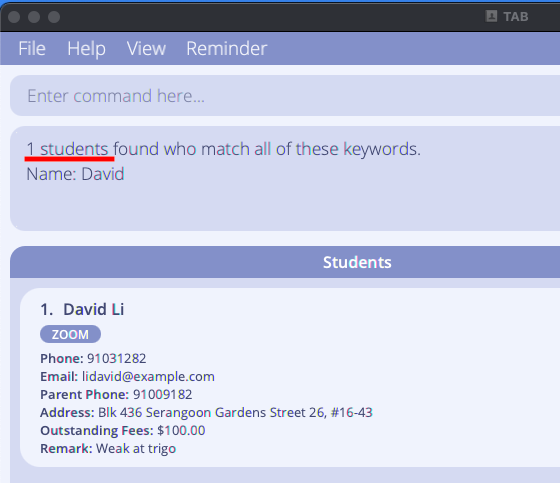 TAB
File Help View Reminder
Enter command here...
1 students found who match all of these keywords.
Name: David
Students
1. David Li
ZOOM
Phone: 91031282
Email: lidavid@example.com
Parent Phone: 91009182
Address: Blk 436 Serangoon Gardens Street 26, #16-43
Outstanding Fees: $100.00
Remark: Weak at trigo